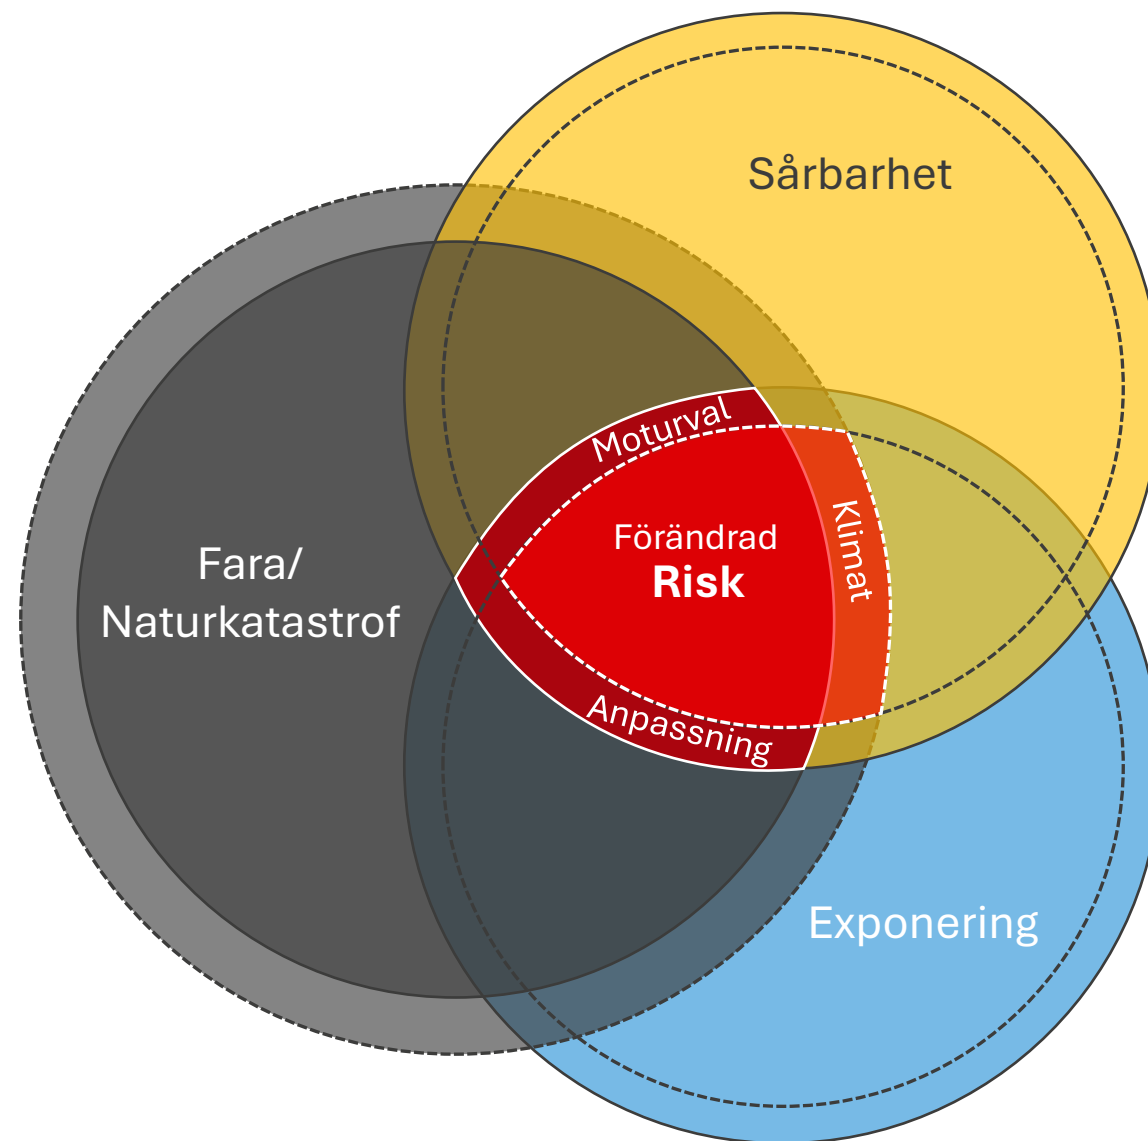 Sårbarhet
Moturval
Förändrad
Risk
Klimat
Fara/
Naturkatastrof
Anpassning
Exponering